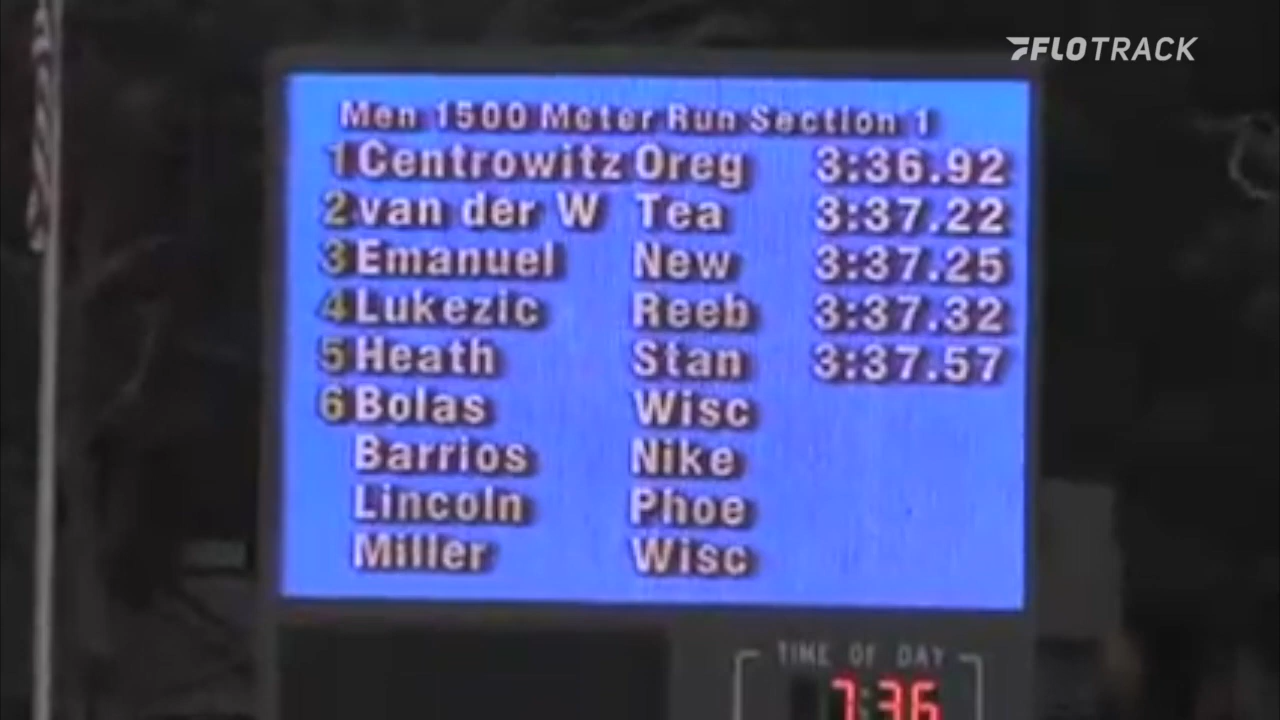 FLOTRACK
Men 1500 Meter Run Section 1
1 Centrowitz Oreg 3:36.92
2 van der W Tea 3:37.22
3 Emanuel New 3:37.25
4 Lukezic Reeb 3:37.32
5 Heath Stan 3:37.57
6 Bolas Wisc
Barrios Nike
Lincoln Phoe
Miller Wisc
TIME OF DAY
7:36